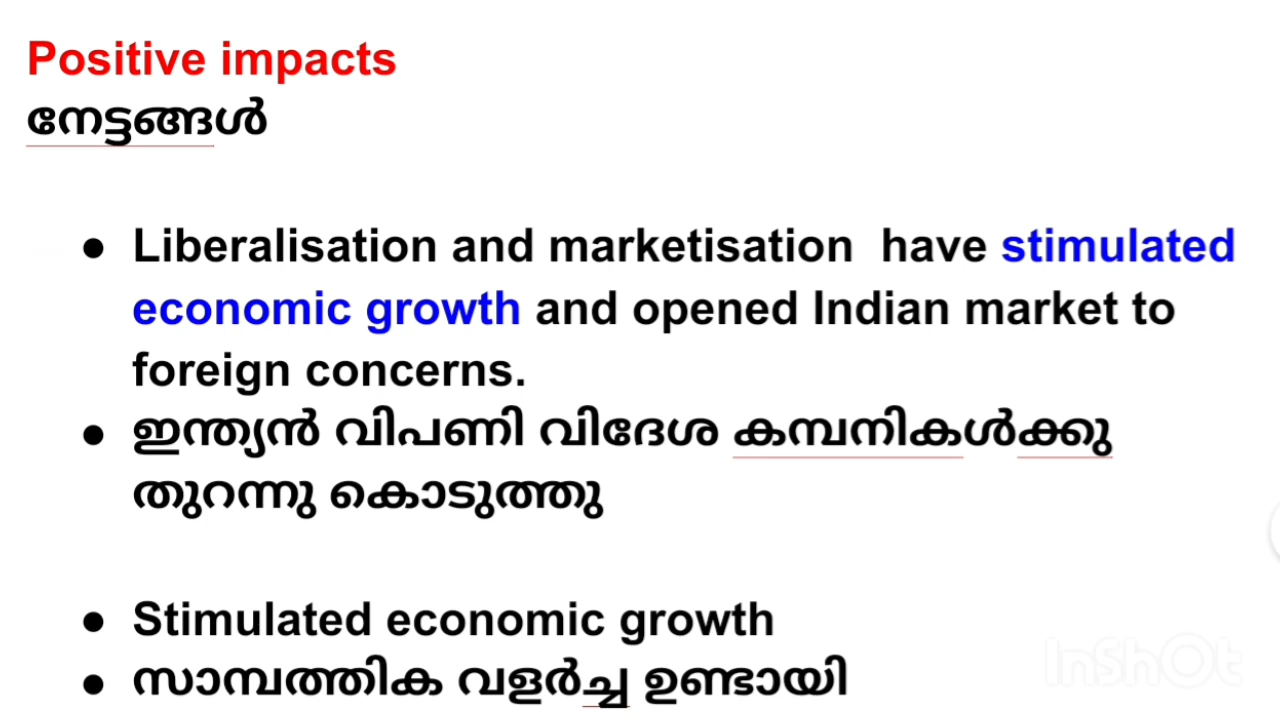 Positive impacts
നേട്ടങ്ങൾ
● Liberalisation and marketisation  have stimulated
economic growth and opened Indian market to
foreign concerns.
● ഇന്ത്യൻ വിപണി വിദേശ കമ്പനികൾക്കു
തുറന്നു കൊടുത്തു
● Stimulated economic growth
● സാമ്പത്തിക വളർച്ച ഉണ്ടായി
InShOt